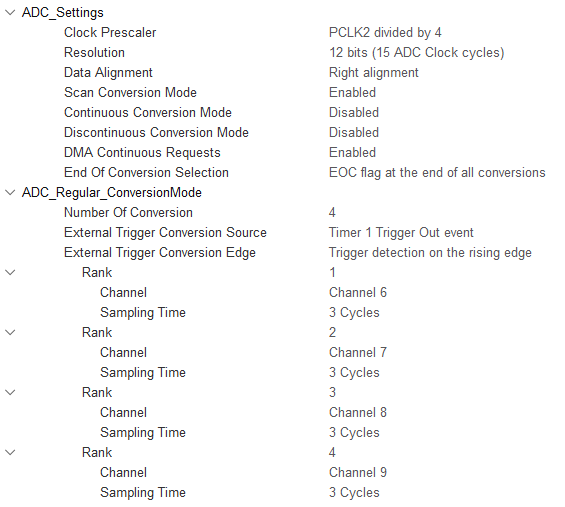 ADC_Settings
Clock Prescaler PCLK2 divided by 4
Resolution 12 bits (15 ADC Clock cycles)
Data Alignment Right alignment
Scan Conversion Mode Enabled
Continuous Conversion Mode Disabled
Discontinuous Conversion Mode Disabled
DMA Continuous Requests Enabled
End Of Conversion Selection EOC flag at the end of all conversions
ADC_Regular_ConversionMode
Number Of Conversion 4
External Trigger Conversion Source Timer 1 Trigger Out event
External Trigger Conversion Edge Trigger detection on the rising edge
Rank 1
Channel Channel 6
Sampling Time 3 Cycles
Rank 2
Channel Channel 7
Sampling Time 3 Cycles
Rank 3
Channel Channel 8
Sampling Time 3 Cycles
Rank 4
Channel Channel 9
Sampling Time 3 Cycles